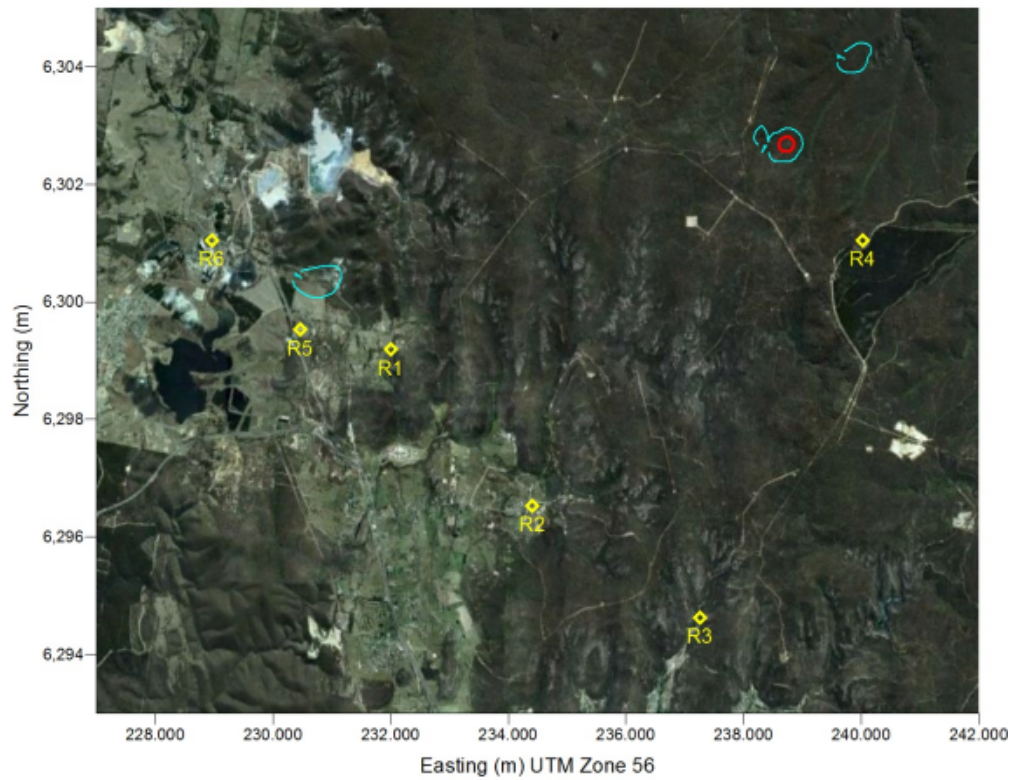 6,304
6,302
6,300
6,298
6,296
6,294
Northing (m)
R6
R4
R5
R1
R2
R3
228.000 230.000 232.000 234.000 236.000 238.000 240.000 242.000
Easting (m) UTM Zone 56